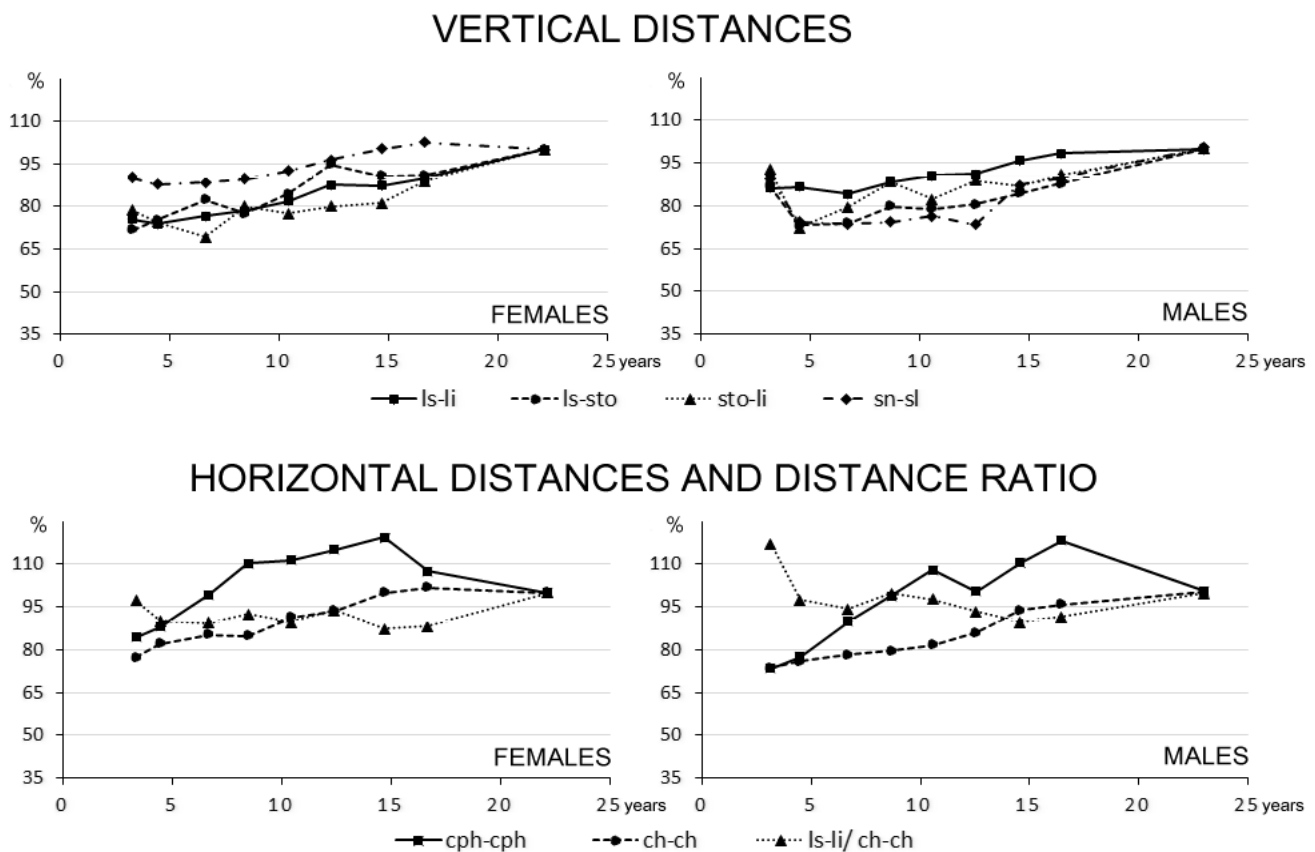 VERTICAL DISTANCES
%
110
95
80
65
50
35
0 5 10 15 20 25 years
FEMALES
%
110
95
80
65
50
35
0 5 10 15 20 25 years
MALES
ls-li ls-sto sto-li sn-sl
HORIZONTAL DISTANCES AND DISTANCE RATIO
%
110
95
80
65
50
35
0 5 10 15 20 25 years
FEMALES
%
110
95
80
65
50
35
0 5 10 15 20 25 years
MALES
cph-cph ch-ch ls-li/ ch-ch